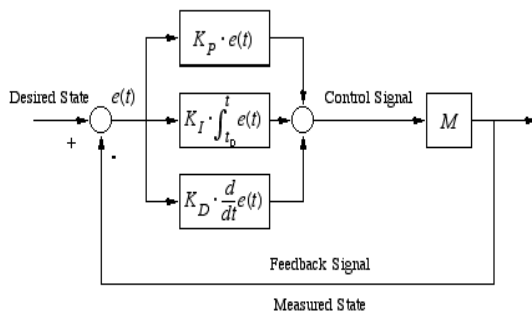 K_P · e(t)
Desired State
e(t)
Control Signal
+
-
K_I · ∫_{t_0}^{t} e(t)
M
K_D · d/dt e(t)
Feedback Signal
Measured State